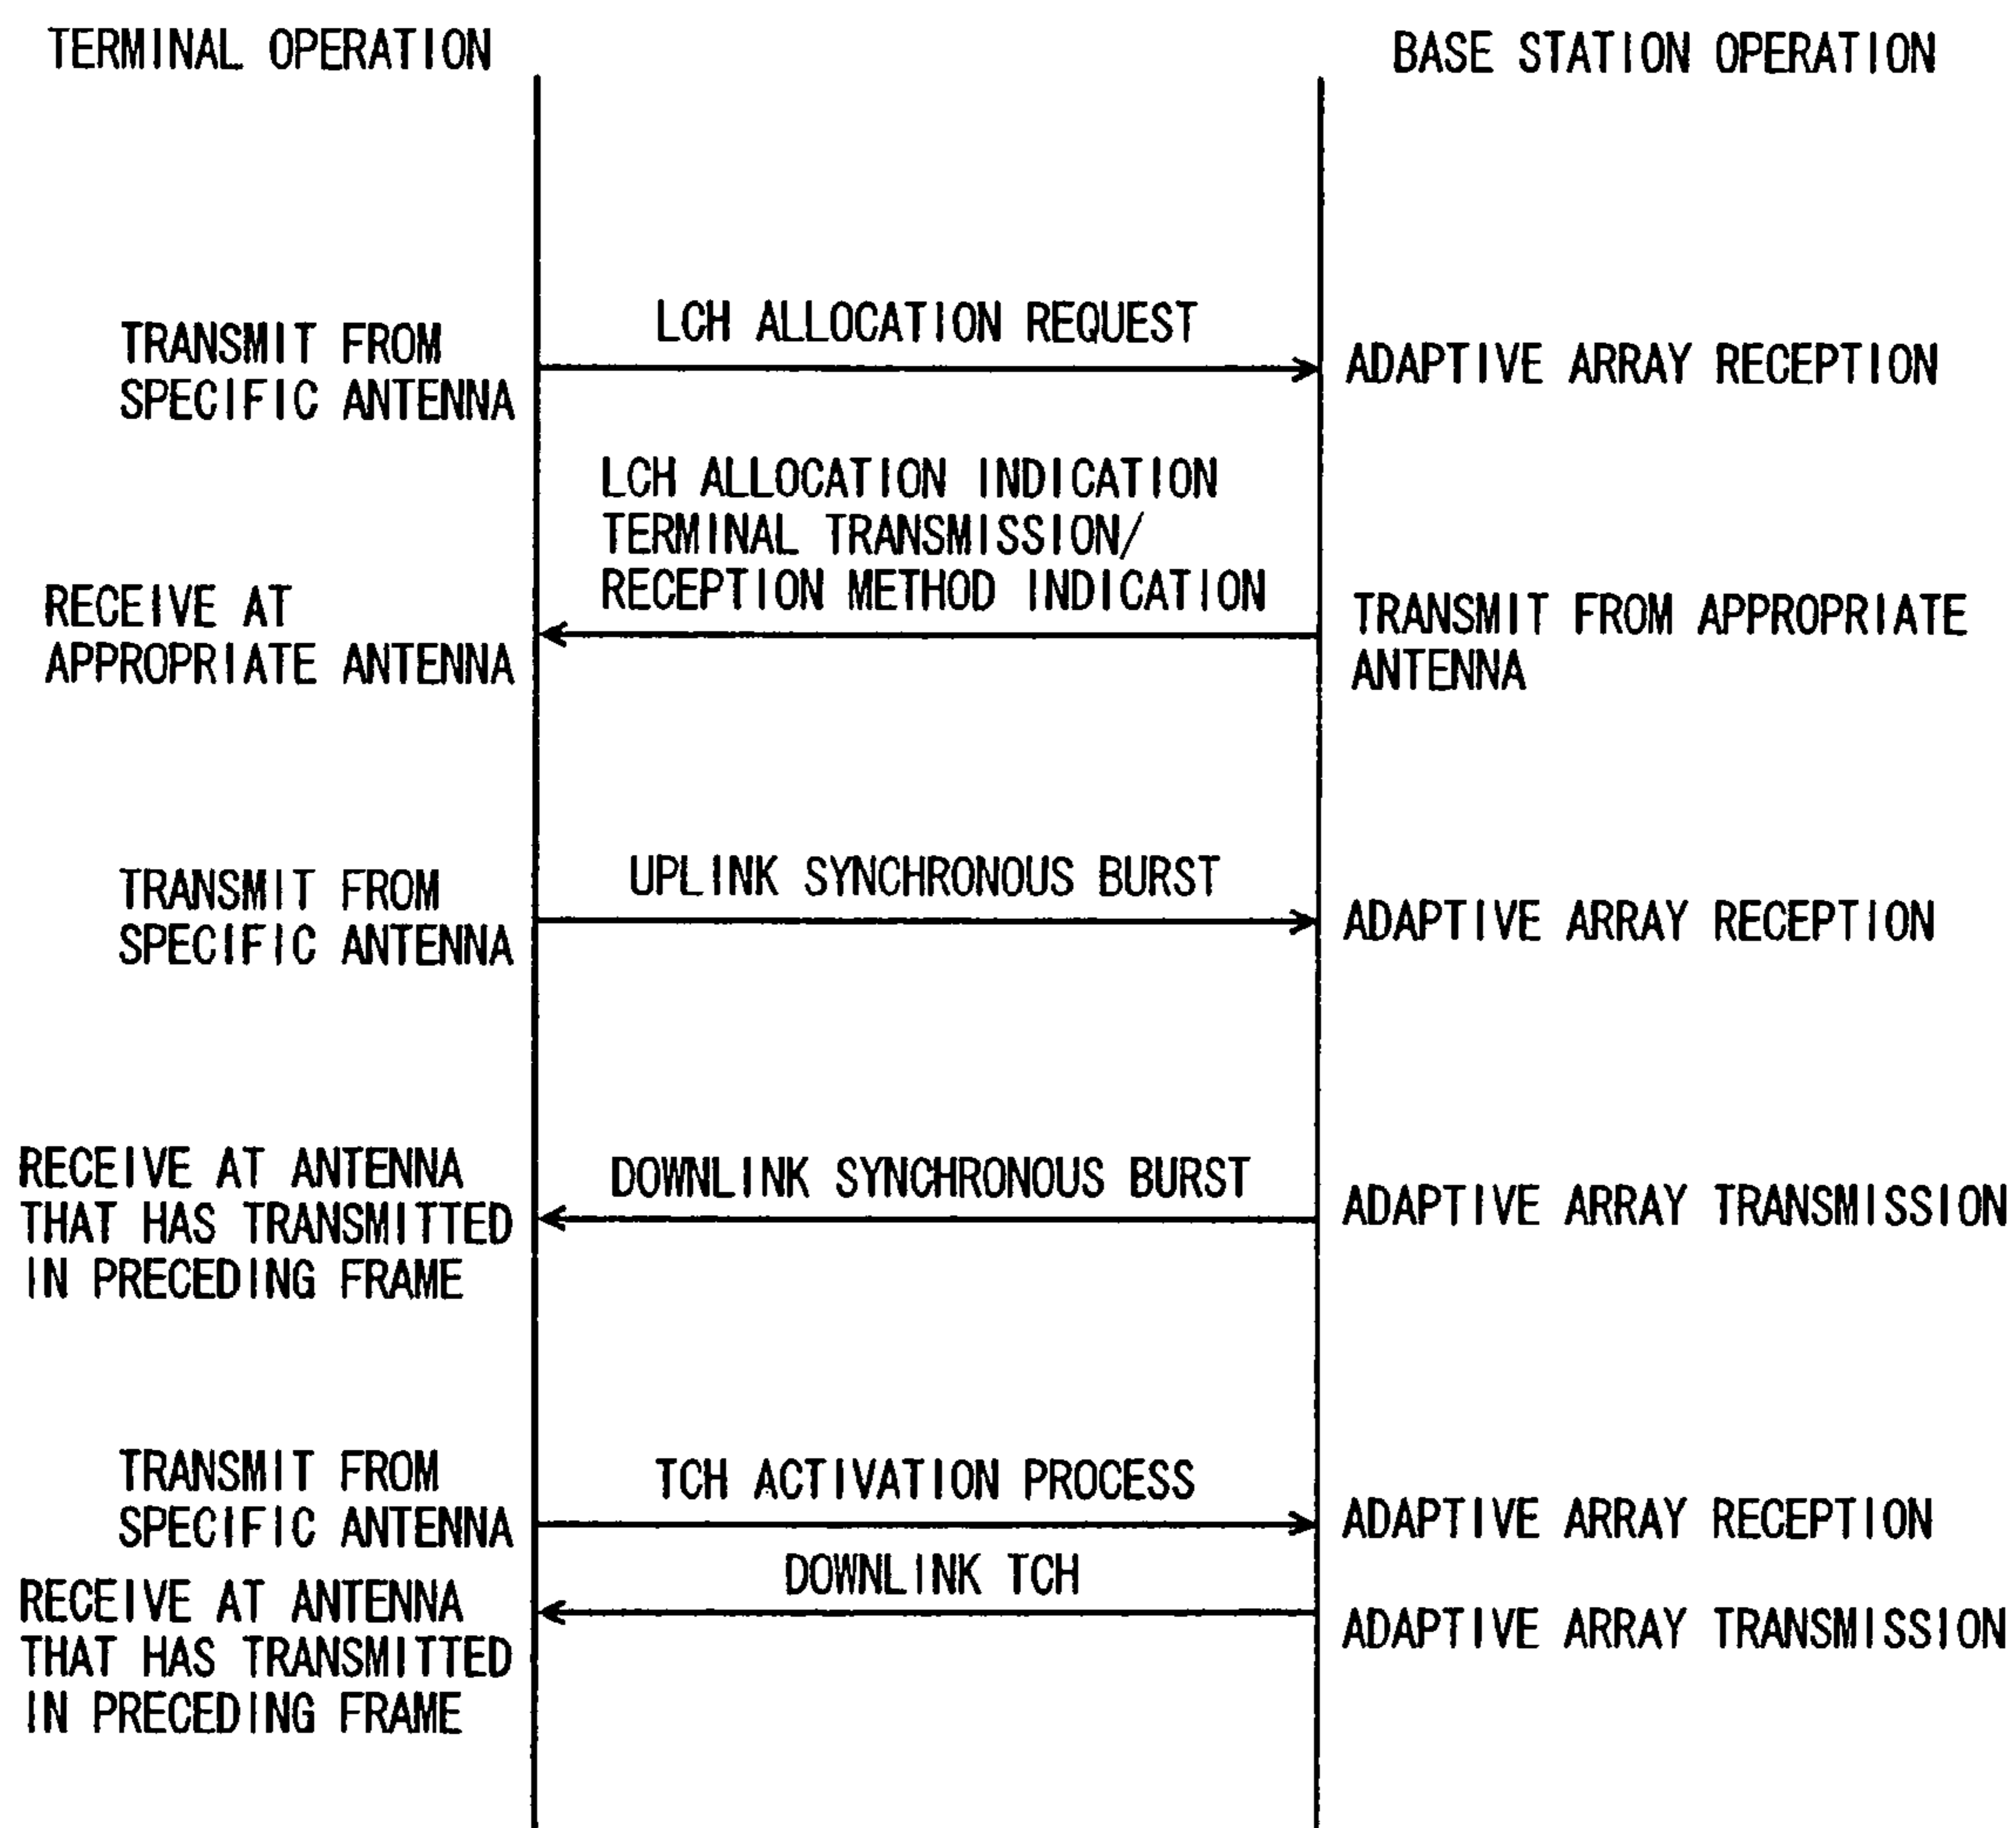 TERMINAL OPERATION
BASE STATION OPERATION
LCH ALLOCATION REQUEST
TRANSMIT FROM
SPECIFIC ANTENNA
ADAPTIVE ARRAY RECEPTION
LCH ALLOCATION INDICATION
TERMINAL TRANSMISSION/
RECEPTION METHOD INDICATION
RECEIVE AT
APPROPRIATE ANTENNA
TRANSMIT FROM APPROPRIATE
ANTENNA
UPLINK SYNCHRONOUS BURST
TRANSMIT FROM
SPECIFIC ANTENNA
ADAPTIVE ARRAY RECEPTION
RECEIVE AT ANTENNA
THAT HAS TRANSMITTED
IN PRECEDING FRAME
DOWNLINK SYNCHRONOUS BURST
ADAPTIVE ARRAY TRANSMISSION
TRANSMIT FROM
SPECIFIC ANTENNA
TCH ACTIVATION PROCESS
ADAPTIVE ARRAY RECEPTION
DOWNLINK TCH
RECEIVE AT ANTENNA
THAT HAS TRANSMITTED
IN PRECEDING FRAME
ADAPTIVE ARRAY TRANSMISSION